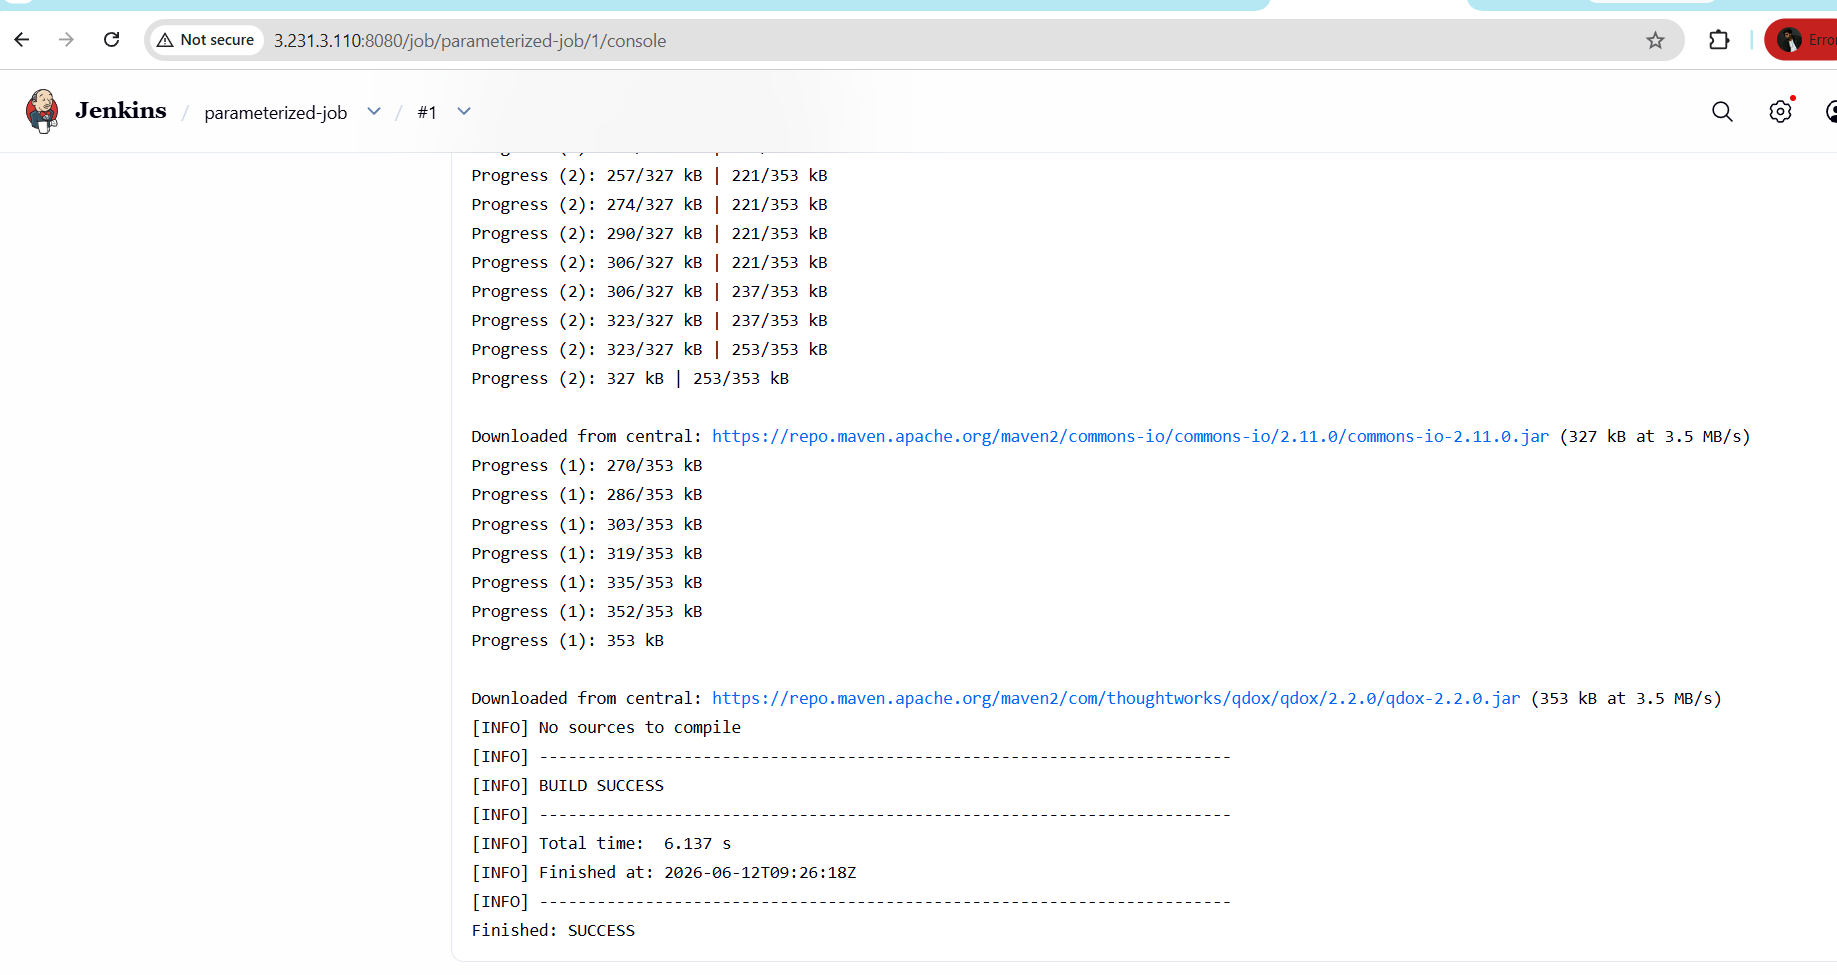 Not secure 3.231.3.110:8080/job/parameterized-job/1/console
Jenkins / parameterized-job / #1
Progress (2): 257/327 kB | 221/353 kB
Progress (2): 274/327 kB | 221/353 kB
Progress (2): 290/327 kB | 221/353 kB
Progress (2): 306/327 kB | 221/353 kB
Progress (2): 306/327 kB | 237/353 kB
Progress (2): 323/327 kB | 237/353 kB
Progress (2): 323/327 kB | 253/353 kB
Progress (2): 327 kB | 253/353 kB
Downloaded from central: https://repo.maven.apache.org/maven2/commons-io/commons-io/2.11.0/commons-io-2.11.0.jar (327 kB at 3.5 MB/s)
Progress (1): 270/353 kB
Progress (1): 286/353 kB
Progress (1): 303/353 kB
Progress (1): 319/353 kB
Progress (1): 335/353 kB
Progress (1): 352/353 kB
Progress (1): 353 kB
Downloaded from central: https://repo.maven.apache.org/maven2/com/thoughtworks/qdox/qdox/2.2.0/qdox-2.2.0.jar (353 kB at 3.5 MB/s)
[INFO] No sources to compile
[INFO] ------------------------------------------------------------------------
[INFO] BUILD SUCCESS
[INFO] ------------------------------------------------------------------------
[INFO] Total time:  6.137 s
[INFO] Finished at: 2026-06-12T09:26:18Z
[INFO] ------------------------------------------------------------------------
Finished: SUCCESS